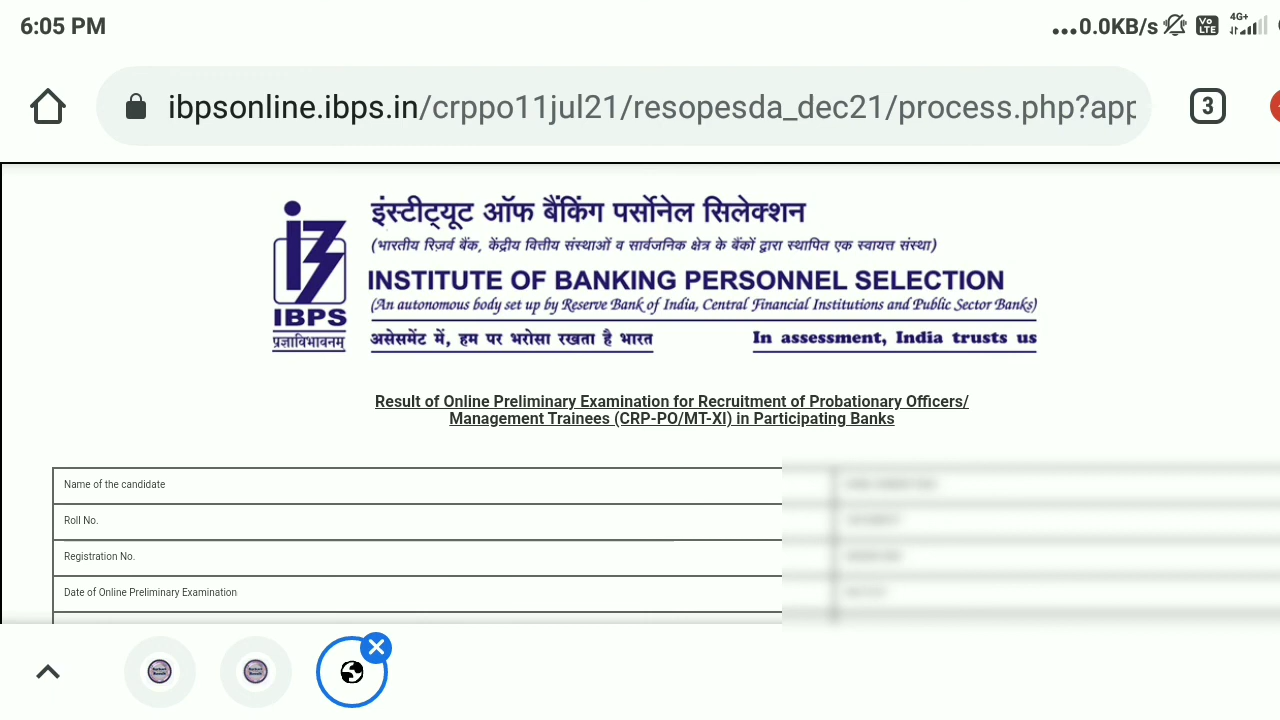 6:05 PM
...0.0KB/s Vo LTE 4G+
ibpsonline.ibps.in/crppo11jul21/resopesda_dec21/process.php?app
3
इंस्टीट्यूट ऑफ बैंकिंग पर्सोनेल सिलेक्शन
(भारतीय रिज़र्व बैंक, केंद्रीय वित्तीय संस्थाओं व सार्वजनिक क्षेत्र के बैंकों द्वारा स्थापित एक स्वायत्त संस्था)
INSTITUTE OF BANKING PERSONNEL SELECTION
(An autonomous body set up by Reserve Bank of India, Central Financial Institutions and Public Sector Banks)
IBPS
प्रज्ञाविभावनम्
असेसमेंट में, हम पर भरोसा रखता है भारत
In assessment, India trusts us
Result of Online Preliminary Examination for Recruitment of Probationary Officers/
Management Trainees (CRP-PO/MT-XI) in Participating Banks
Name of the candidate
Roll No.
Registration No.
Date of Online Preliminary Examination